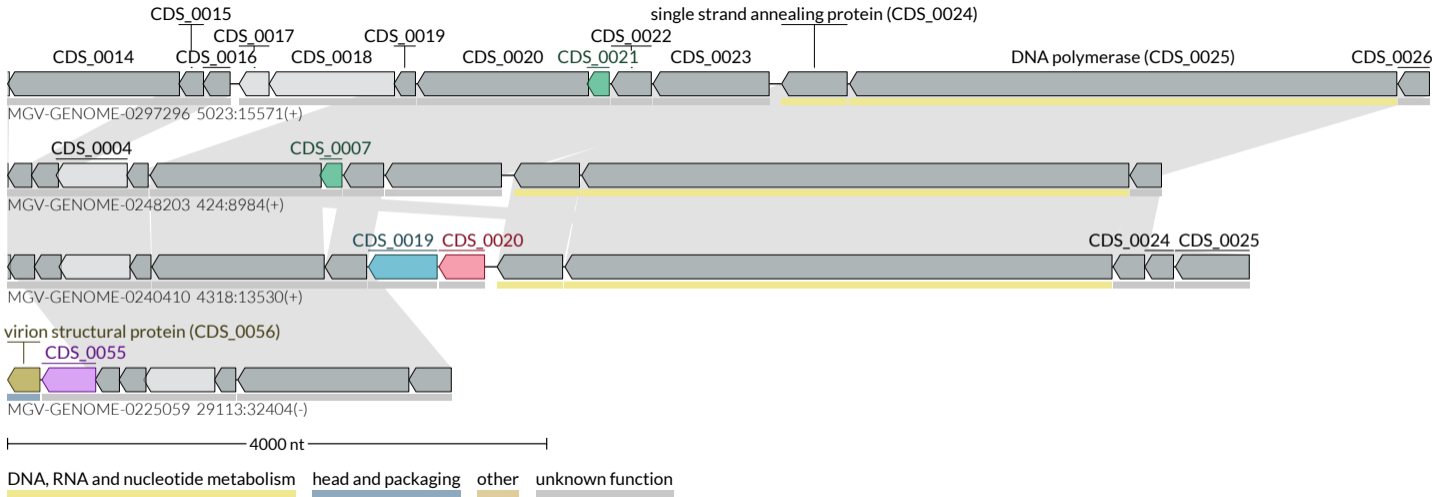 CDS_0015 single strand annealing protein (CDS_0024)
CDS_0017 CDS_0019 CDS_0022
CDS_0014 CDS_0016 CDS_0018 CDS_0020 CDS_0021 CDS_0023 DNA polymerase (CDS_0025) CDS_0026
MGV-GENOME-0297296 5023:15571(+)
CDS_0004 CDS_0007
MGV-GENOME-0248203 424:8984(+)
CDS_0019 CDS_0020 CDS_0024 CDS_0025
MGV-GENOME-0240410 4318:13530(+)
virion structural protein (CDS_0056)
CDS_0055
MGV-GENOME-0225059 29113:32404(-)
4000 nt
DNA, RNA and nucleotide metabolism head and packaging other unknown function